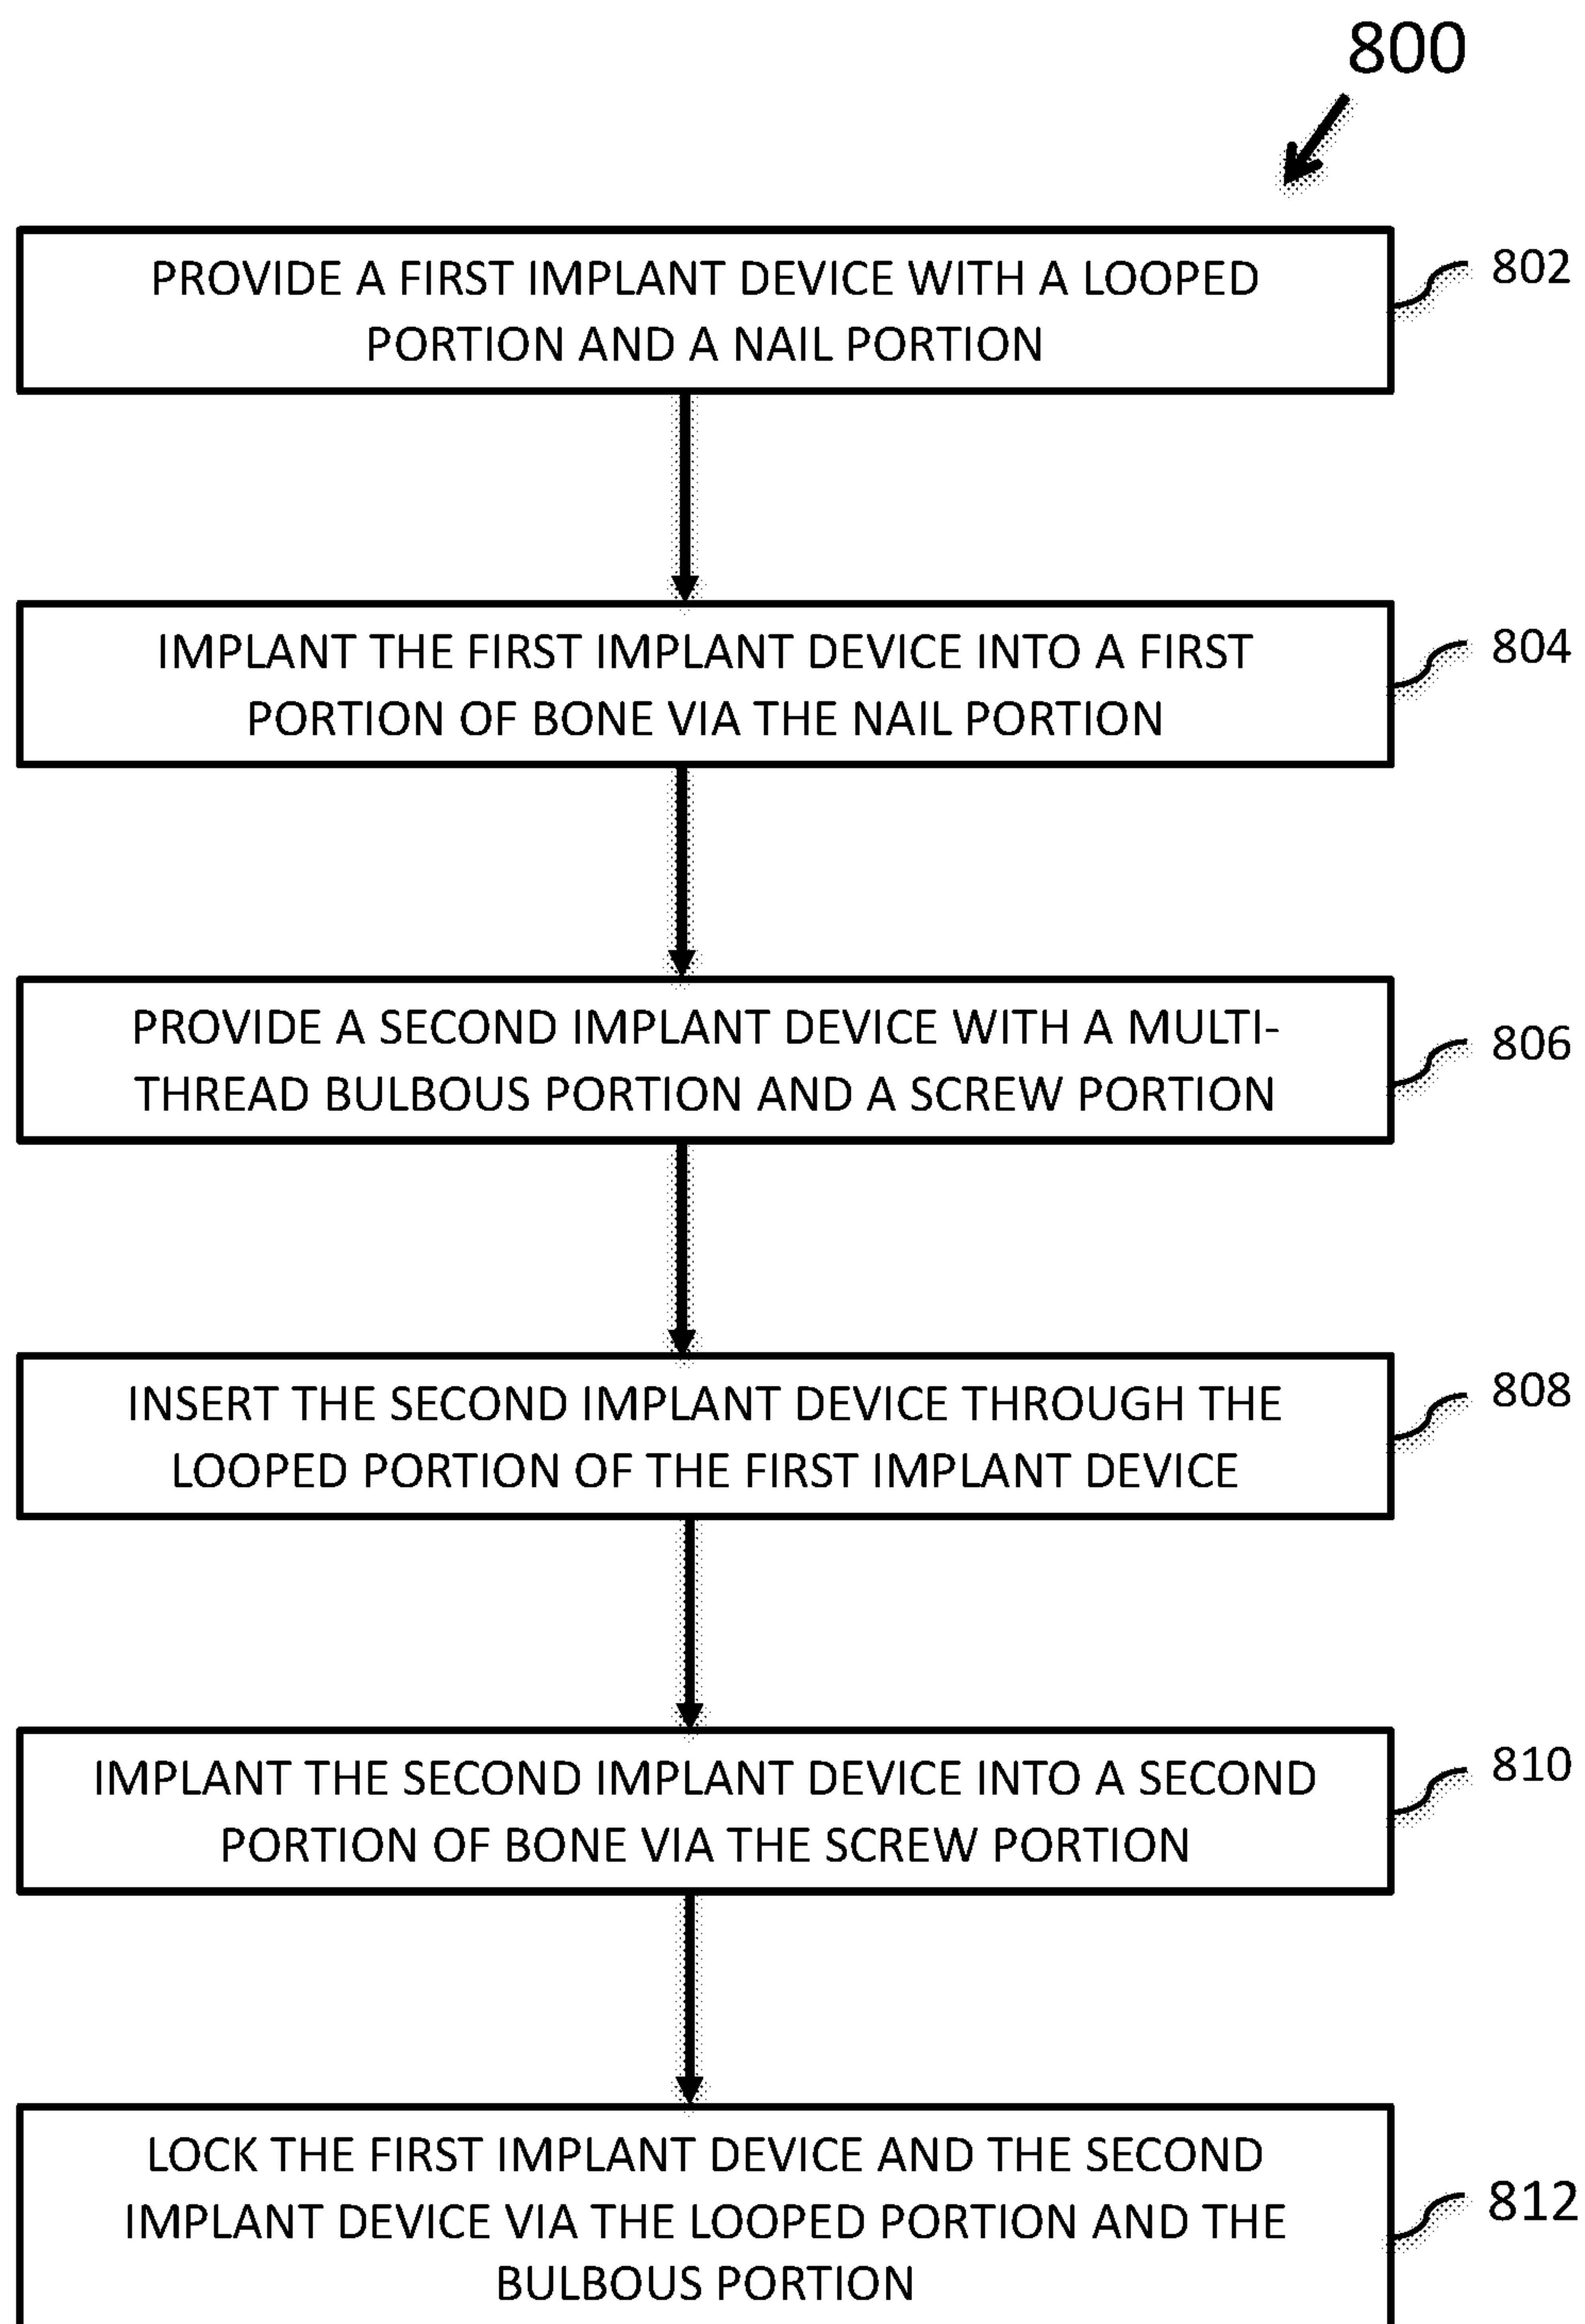 800
PROVIDE A FIRST IMPLANT DEVICE WITH A LOOPED
PORTION AND A NAIL PORTION
802
IMPLANT THE FIRST IMPLANT DEVICE INTO A FIRST
PORTION OF BONE VIA THE NAIL PORTION
804
PROVIDE A SECOND IMPLANT DEVICE WITH A MULTI-
THREAD BULBOUS PORTION AND A SCREW PORTION
806
INSERT THE SECOND IMPLANT DEVICE THROUGH THE
LOOPED PORTION OF THE FIRST IMPLANT DEVICE
808
IMPLANT THE SECOND IMPLANT DEVICE INTO A SECOND
PORTION OF BONE VIA THE SCREW PORTION
810
LOCK THE FIRST IMPLANT DEVICE AND THE SECOND
IMPLANT DEVICE VIA THE LOOPED PORTION AND THE
BULBOUS PORTION
812